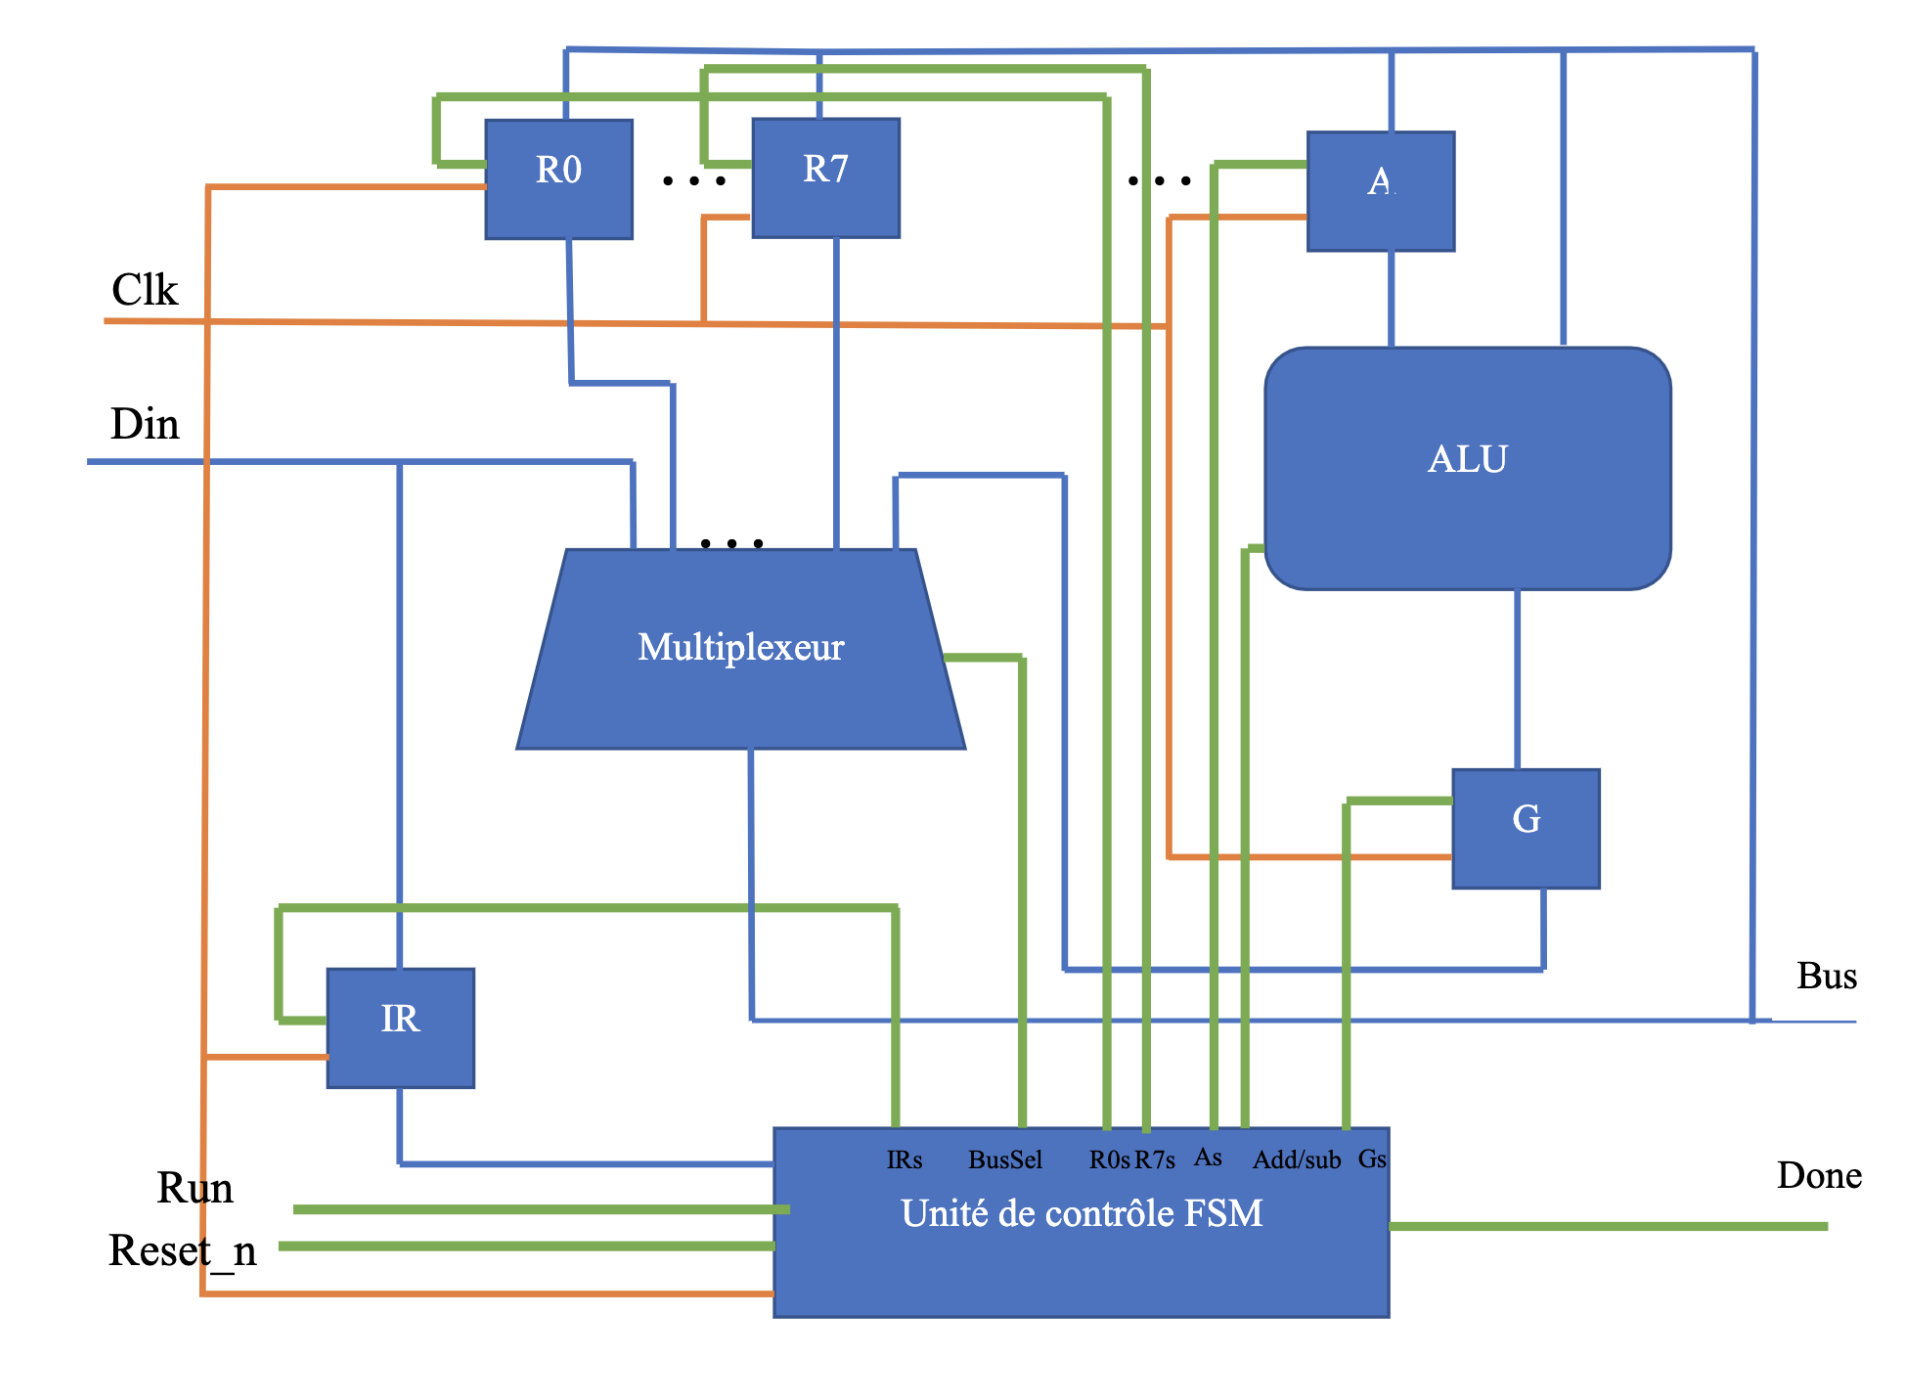 R0
. . .
R7
. . .
A
Clk
Din
ALU
. . .
Multiplexeur
G
Bus
IR
IRs BusSel R0s R7s As Add/sub Gs
Run
Unité de contrôle FSM
Done
Reset_n